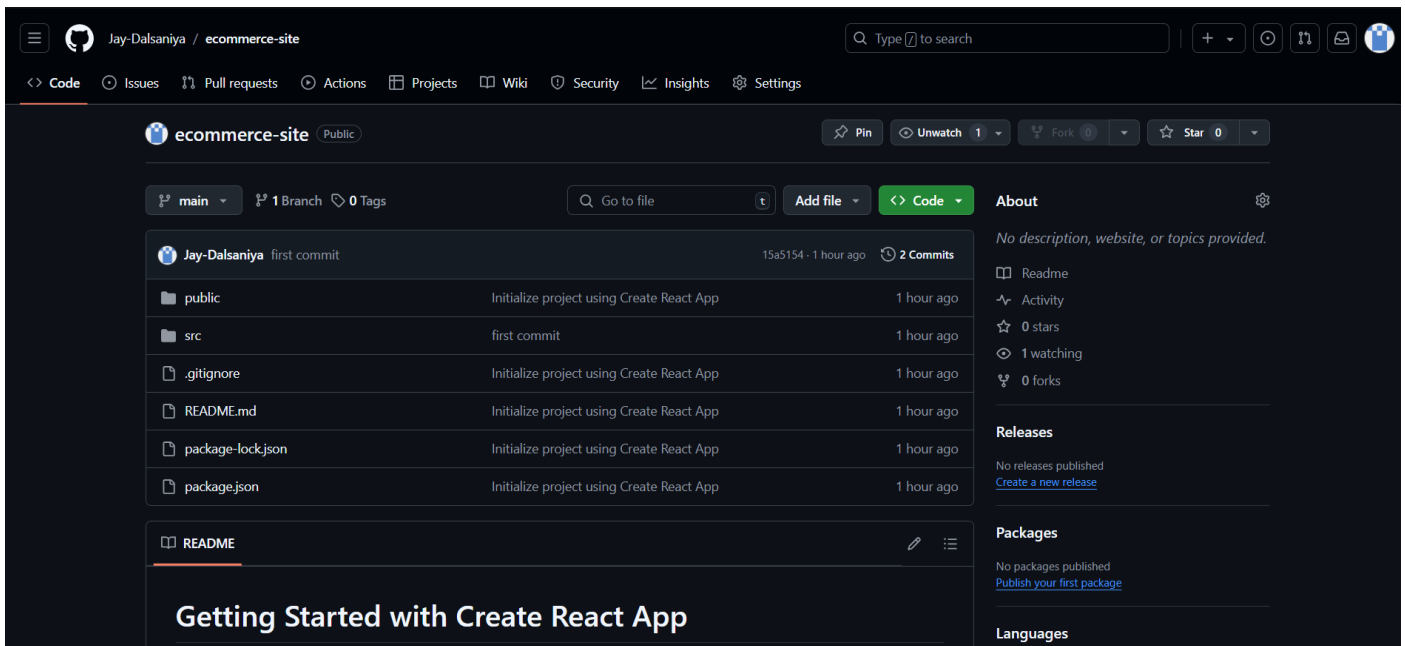 Jay-Dalsaniya / ecommerce-site
Type / to search
Code Issues Pull requests Actions Projects Wiki Security Insights Settings
ecommerce-site Public
Pin Unwatch 1 Fork 0 Star 0
main 1 Branch 0 Tags Go to file t Add file Code
Jay-Dalsaniya first commit 15a5154 · 1 hour ago 2 Commits
public Initialize project using Create React App 1 hour ago
src first commit 1 hour ago
.gitignore Initialize project using Create React App 1 hour ago
README.md Initialize project using Create React App 1 hour ago
package-lock.json Initialize project using Create React App 1 hour ago
package.json Initialize project using Create React App 1 hour ago
README
Getting Started with Create React App
About
No description, website, or topics provided.
Readme
Activity
0 stars
1 watching
0 forks
Releases
No releases published
Create a new release
Packages
No packages published
Publish your first package
Languages